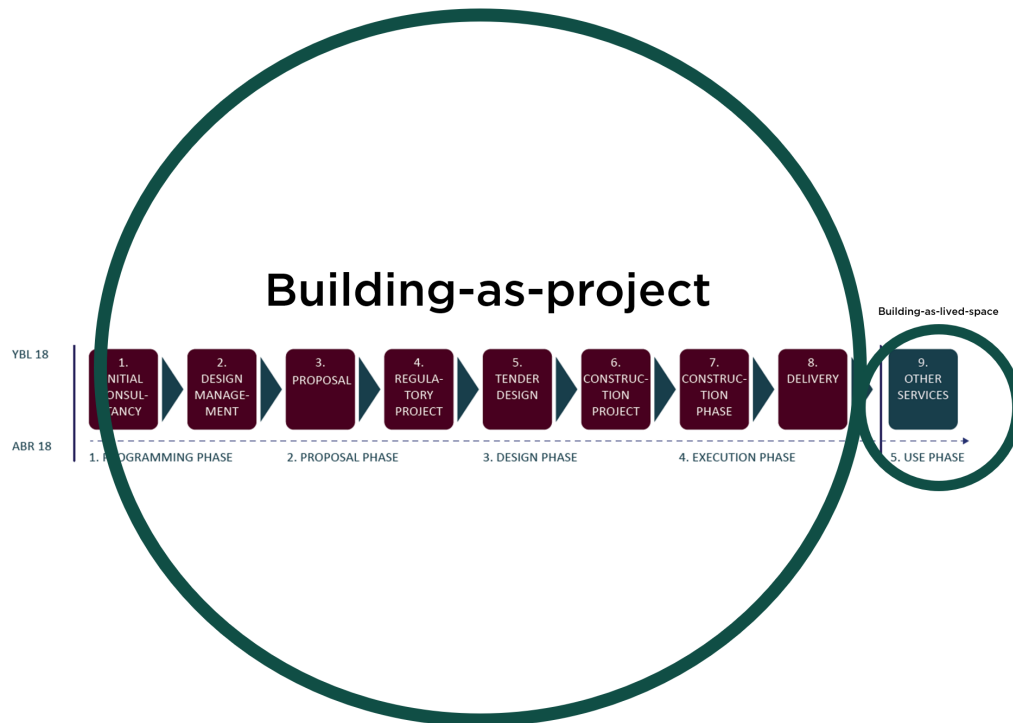 Building-as-project
Building-as-lived-space
YBL 18
1.
INITIAL
CONSUL-
TANCY
2.
DESIGN
MANAGE-
MENT
3.
PROPOSAL
4.
REGULA-
TORY
PROJECT
5.
TENDER
DESIGN
6.
CONSTRUC-
TION
PROJECT
7.
CONSTRUC-
TION
PHASE
8.
DELIVERY
9.
OTHER
SERVICES
ABR 18
1. PROGRAMMING PHASE
2. PROPOSAL PHASE
3. DESIGN PHASE
4. EXECUTION PHASE
5. USE PHASE